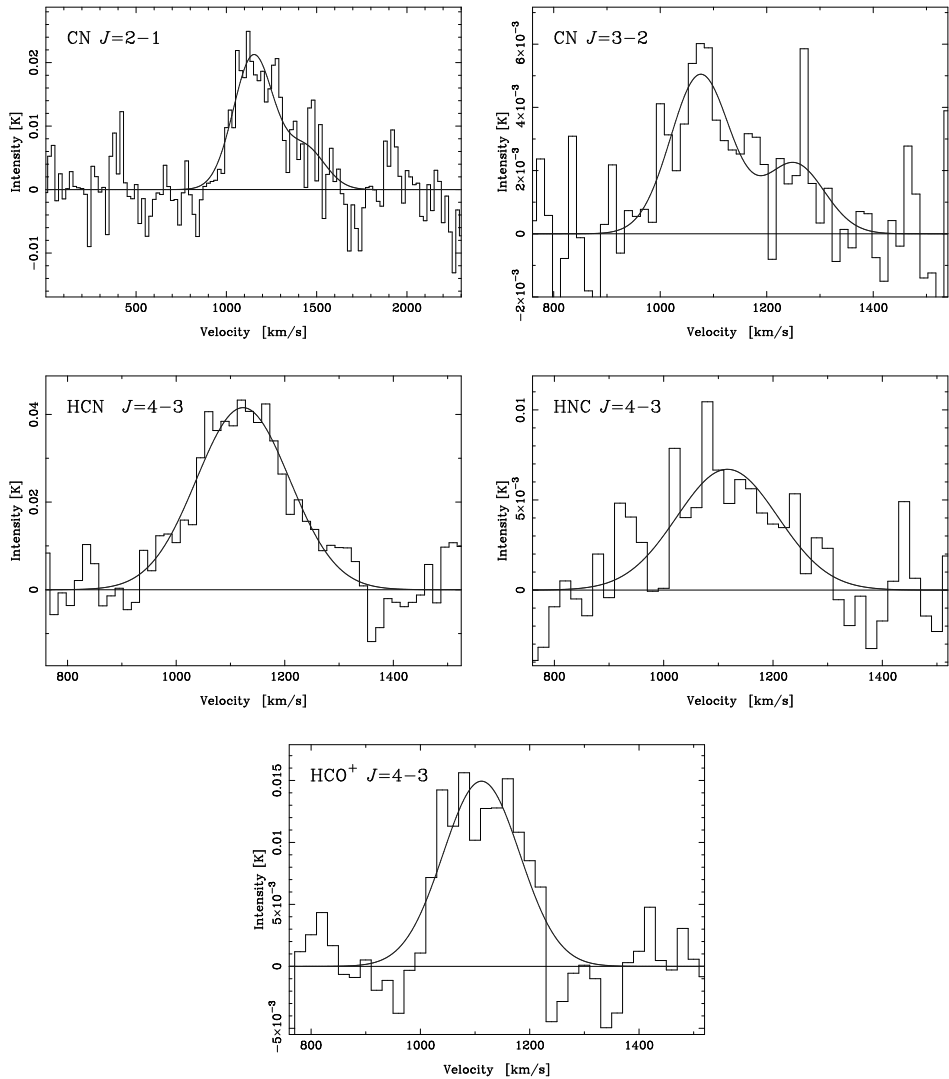 CN J=2−1
Intensity [K]
−0.01 0 0.01 0.02
500 1000 1500 2000
Velocity [km/s]
CN J=3−2
Intensity [K]
−2×10⁻³ 0 2×10⁻³ 4×10⁻³ 6×10⁻³
800 1000 1200 1400
Velocity [km/s]
HCN J=4−3
Intensity [K]
0 0.02 0.04
800 1000 1200 1400
Velocity [km/s]
HNC J=4−3
Intensity [K]
0 5×10⁻³ 0.01
800 1000 1200 1400
Velocity [km/s]
HCO⁺ J=4−3
Intensity [K]
−5×10⁻³ 0 5×10⁻³ 0.01 0.015
800 1000 1200 1400
Velocity [km/s]